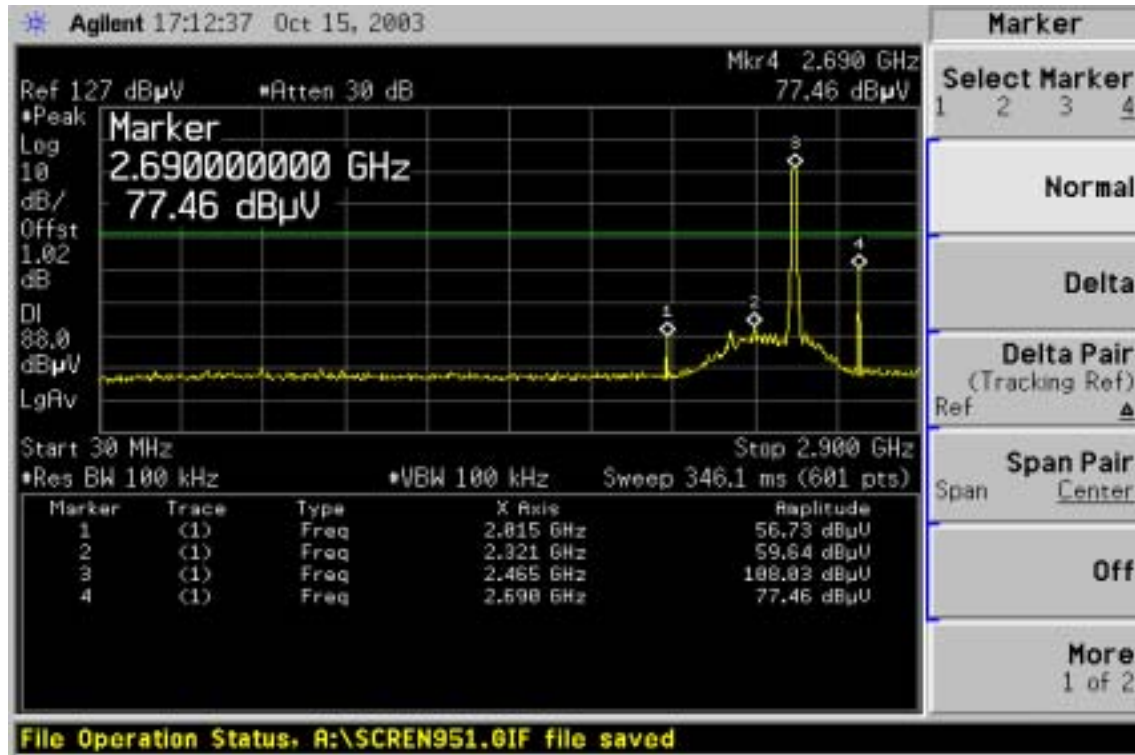 Agilent 17:12:37 Oct 15, 2003
Mkr4 2.690 GHz
Ref 127 dBµV #Atten 30 dB 77.46 dBµV
#Peak
Log
10
dB/
Offst
1.02
dB
DI
88.0
dBµV
LgAv
Marker
2.690000000 GHz
77.46 dBµV
1
2
3
4
Start 30 MHz Stop 2.900 GHz
#Res BW 100 kHz #VBW 100 kHz Sweep 346.1 ms (601 pts)
Marker Trace Type X Axis Amplitude
1 (1) Freq 2.015 GHz 56.73 dBµV
2 (1) Freq 2.321 GHz 59.64 dBµV
3 (1) Freq 2.465 GHz 108.03 dBµV
4 (1) Freq 2.690 GHz 77.46 dBµV
File Operation Status, A:\SCREN951.GIF file saved
Marker
Select Marker
1 2 3 4
Normal
Delta
Delta Pair
(Tracking Ref)
Ref Δ
Span Pair
Span Center
Off
More
1 of 2